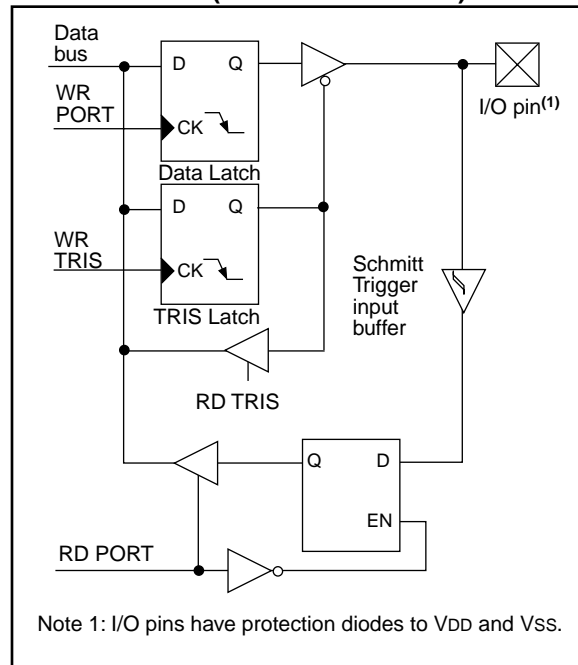 Data
bus
D Q
WR
PORT
CK
I/O pin(1)
Data Latch
D Q
WR
TRIS
CK
TRIS Latch
Schmitt
Trigger
input
buffer
RD TRIS
Q D
EN
RD PORT
Note 1: I/O pins have protection diodes to VDD and VSS.